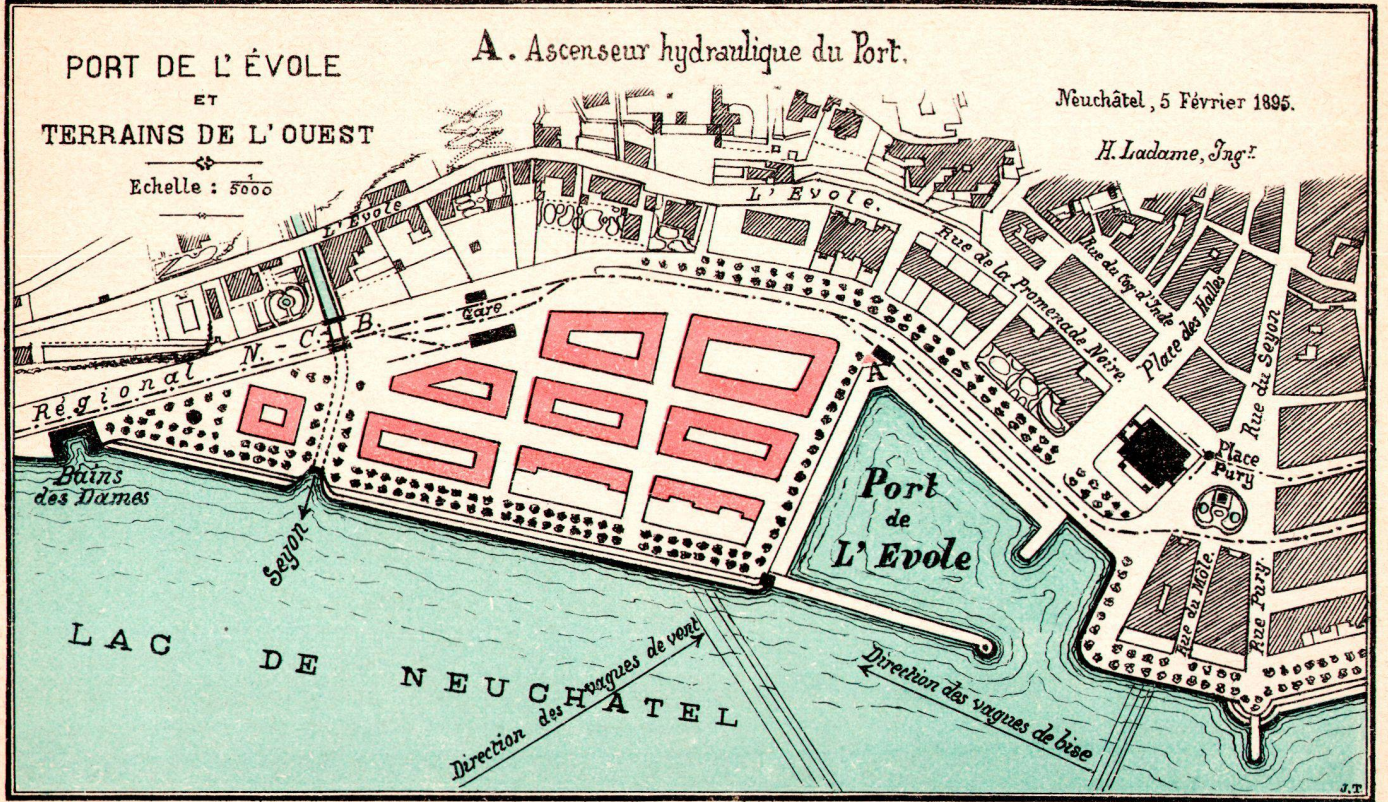 PORT DE L'ÉVOLE
ET
TERRAINS DE L'OUEST
Echelle : 1/5000
A. Ascenseur hydraulique du Port.
Neuchâtel, 5 Février 1895.
H. Ladame, Ingr.
L'Evole
L'Evole.
Rue de la Promenade Noire.
Rue du Coq d'Inde
Place des Halles
Rue du Seyon
Gare
Régional N.-C.-B.
A
Place
Pury
Bains
des Dames
Seyon
Port
de
L'Evole
Rue du Môle.
Rue Pury
LAC DE NEUCHÂTEL
Direction des vagues de vent
Direction des vagues de bise
J.T.